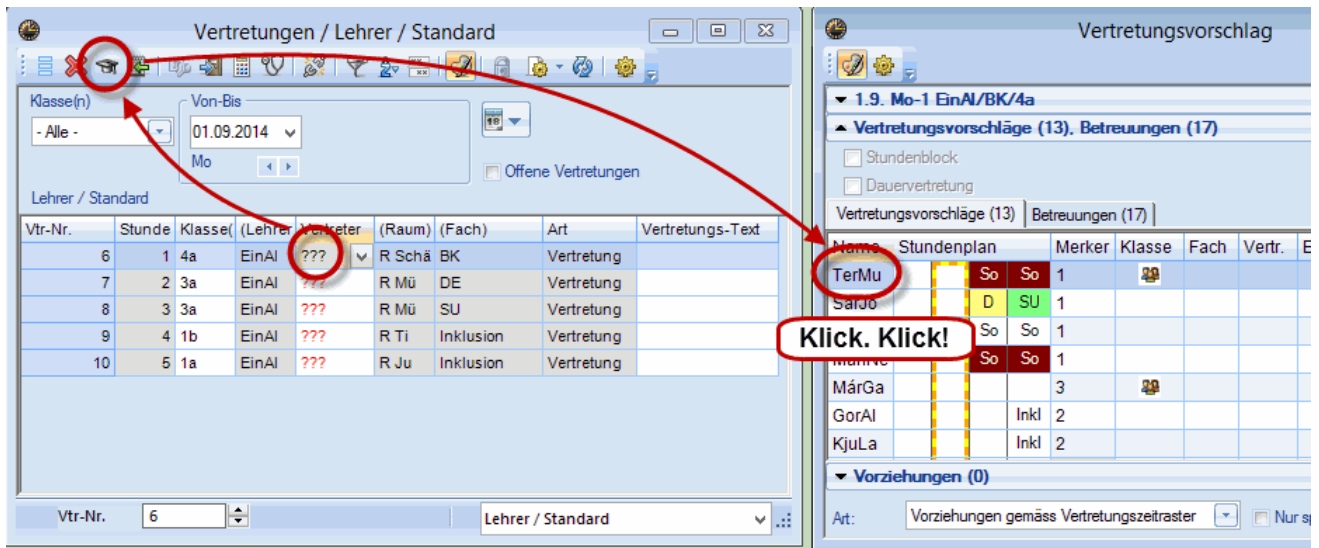 Vertretungen / Lehrer / Standard
Klasse(n)
Von-Bis
- Alle -
01.09.2014
Mo
Offene Vertretungen
Lehrer / Standard
Vtr-Nr. Stunde Klasse( (Lehrer Vertreter (Raum) (Fach) Art Vertretungs-Text
6 1 4a EinAl ??? R Schä BK Vertretung
7 2 3a EinAl ??? R Mü DE Vertretung
8 3 3a EinAl ??? R Mü SU Vertretung
9 4 1b EinAl ??? R Ti Inklusion Vertretung
10 5 1a EinAl ??? R Ju Inklusion Vertretung
Vtr-Nr. 6 Lehrer / Standard
Vertretungsvorschlag
1.9. Mo-1 EinAl/BK/4a
Vertretungsvorschläge (13), Betreuungen (17)
Stundenblock
Dauervertretung
Vertretungsvorschläge (13) Betreuungen (17)
Name Stundenplan Merker Klasse Fach Vertr. E
TerMu So So 1
SarJo D SU 1
So So 1
So So 1
MárGa 3
GorAl Inkl 2
KjuLa Inkl 2
Klick. Klick!
Vorziehungen (0)
Art: Vorziehungen gemäss Vertretungszeitraster Nur